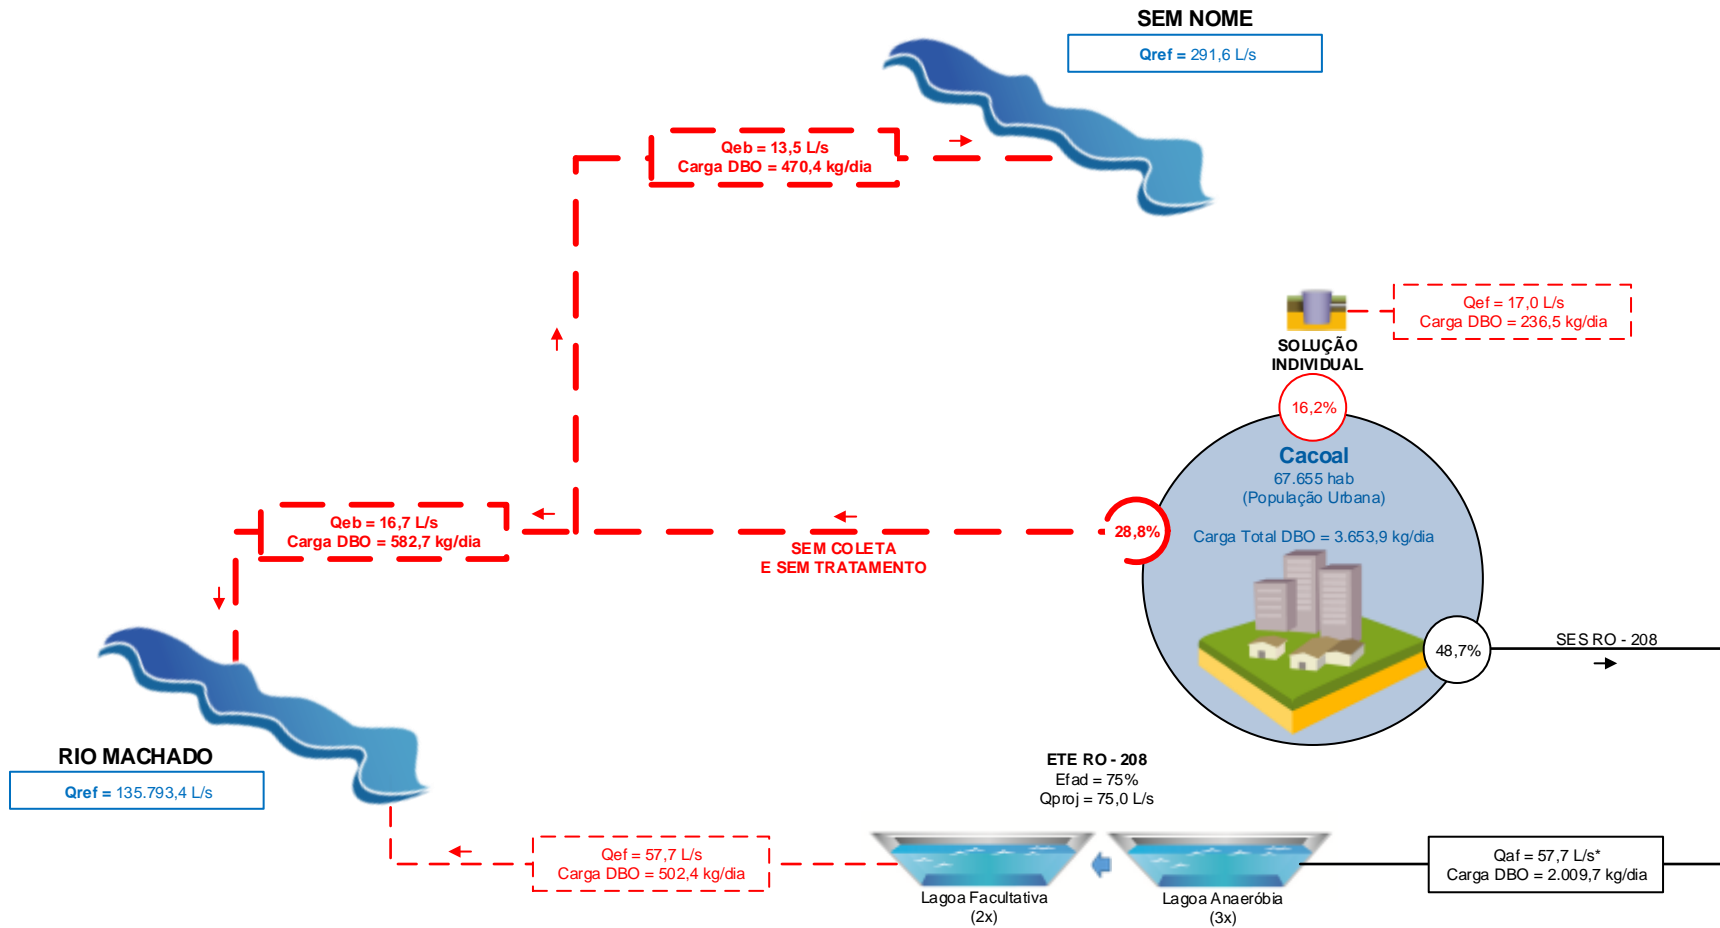 SEM NOME
Qref = 291,6 L/s
Qeb = 13,5 L/s
Carga DBO = 470,4 kg/dia
Qef = 17,0 L/s
Carga DBO = 236,5 kg/dia
SOLUÇÃO
INDIVIDUAL
16,2%
Cacoal
67.655 hab
(População Urbana)
Carga Total DBO = 3.653,9 kg/dia
28,8%
Qeb = 16,7 L/s
Carga DBO = 582,7 kg/dia
SEM COLETA
E SEM TRATAMENTO
48,7%
SES RO - 208
RIO MACHADO
Qref = 135.793,4 L/s
ETE RO - 208
Efad = 75%
Qproj = 75,0 L/s
Qef = 57,7 L/s
Carga DBO = 502,4 kg/dia
Lagoa Facultativa
(2x)
Lagoa Anaeróbia
(3x)
Qaf = 57,7 L/s*
Carga DBO = 2.009,7 kg/dia